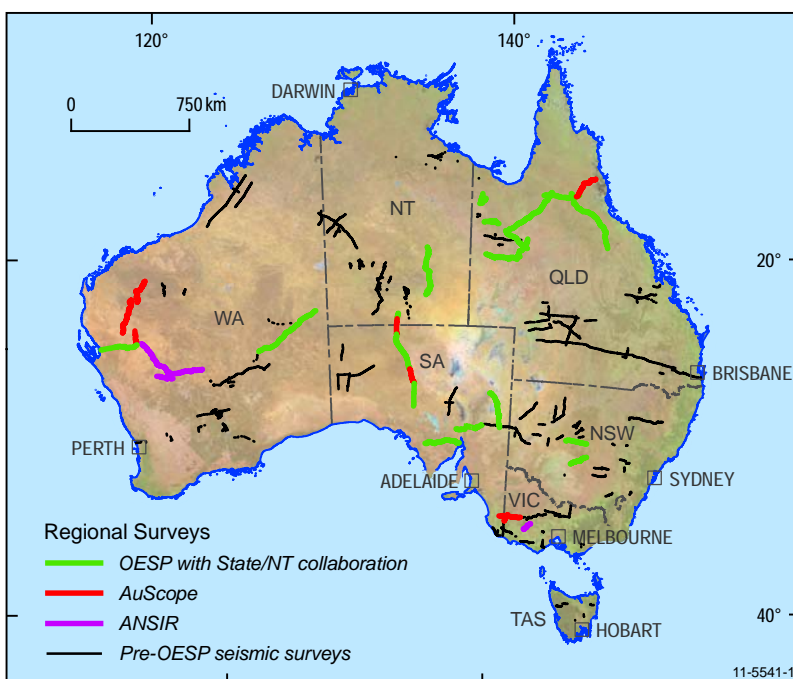 120°
140°
DARWIN
0
750 km
NT
20°
QLD
WA
SA
BRISBANE
NSW
PERTH
ADELAIDE
SYDNEY
VIC
Regional Surveys
MELBOURNE
OESP with State/NT collaboration
AuScope
TAS
40°
ANSIR
HOBART
Pre-OESP seismic surveys
11-5541-1